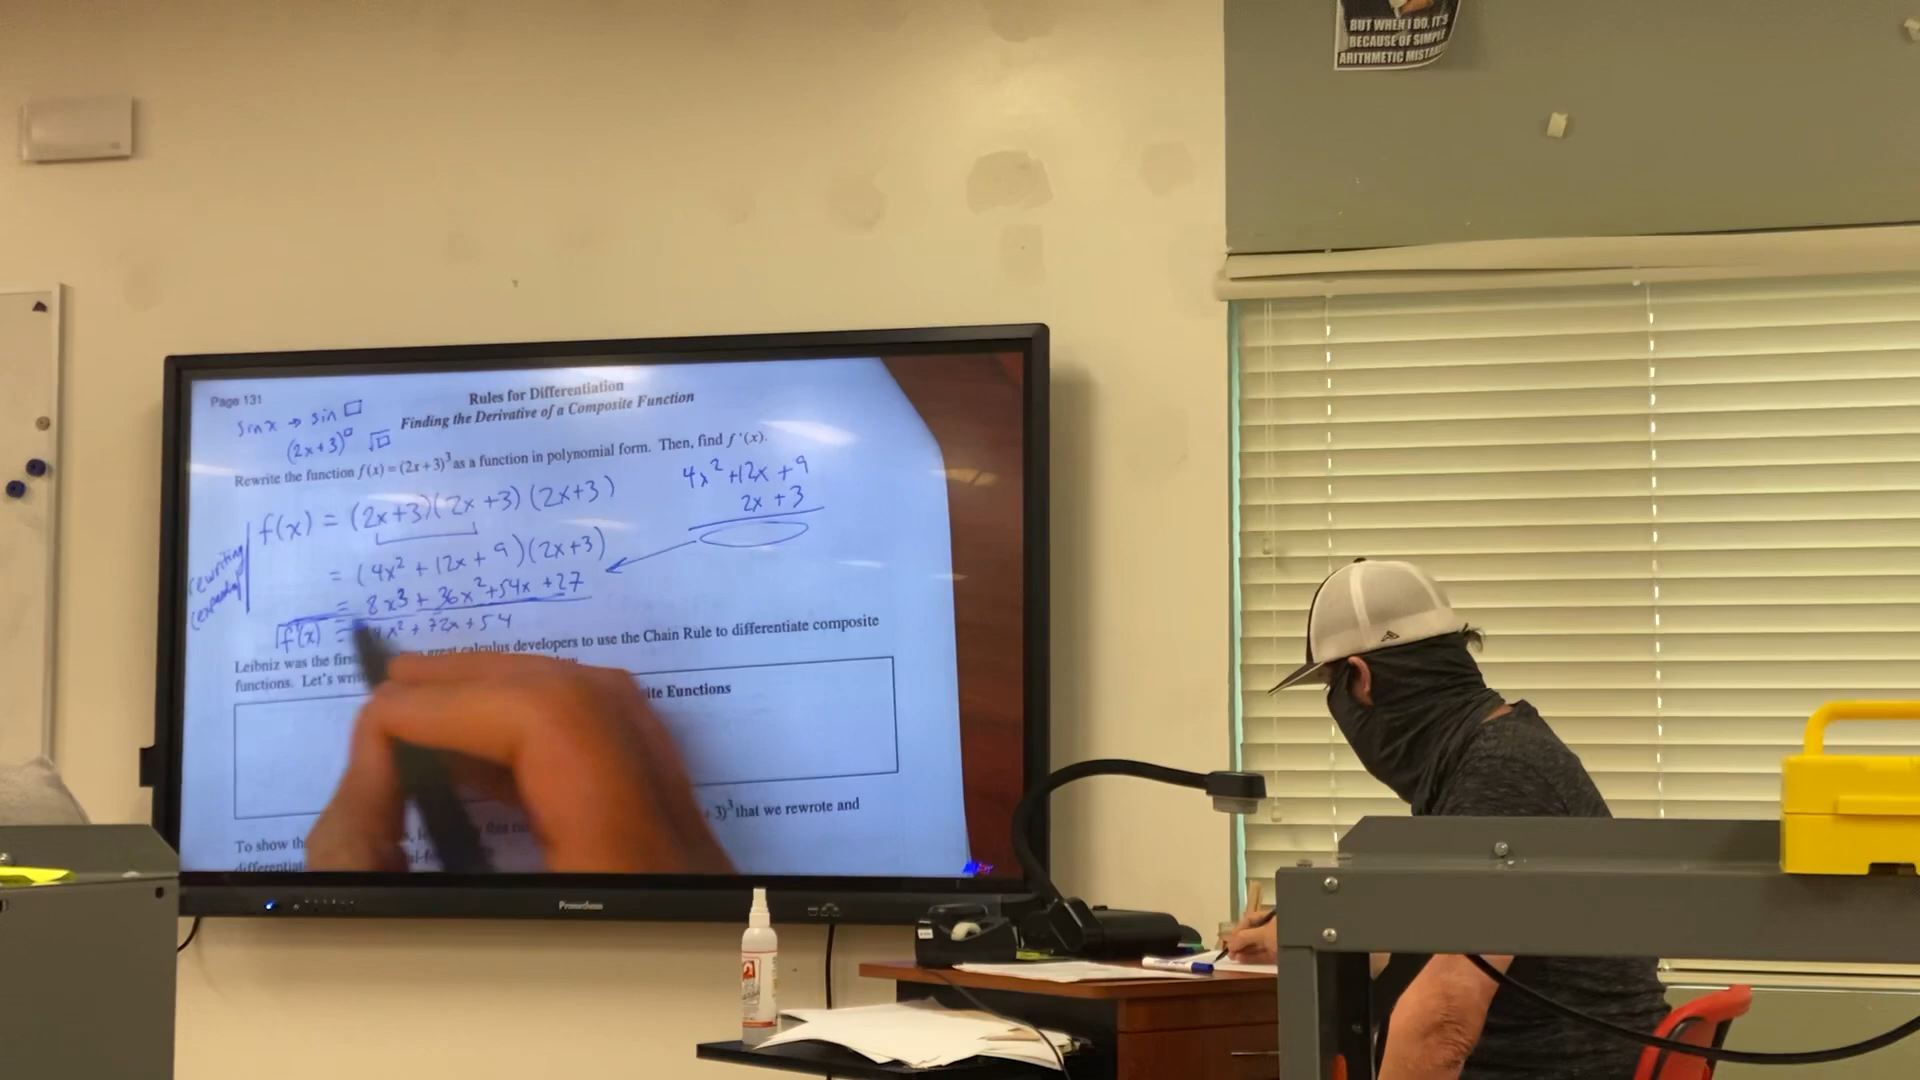 BUT WHEN I DO, IT'S
BECAUSE OF SIMPLE
ARITHMETIC MISTA
Page 131
Rules for Differentiation
Finding the Derivative of a Composite Function
sin x → sin □
(2x+3)^□ √□
Rewrite the function f(x) = (2x+3)³ as a function in polynomial form. Then, find f '(x).
4x² +12x +9
2x +3
f(x) = (2x+3)(2x+3)(2x+3)
rewriting
= (4x² + 12x + 9)(2x+3)
= 8x3 + 36x² + 54x + 27
f'(x) = x² + 72x + 54
Leibniz was the first great calculus developers to use the Chain Rule to differentiate composite
functions. Let's
Functions
To show 3)³ that we rewrote and
Promethean